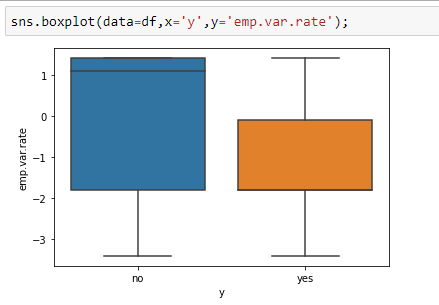 sns.boxplot(data=df,x='y',y='emp.var.rate');
1
0
−1
−2
−3
emp.var.rate
no yes
y